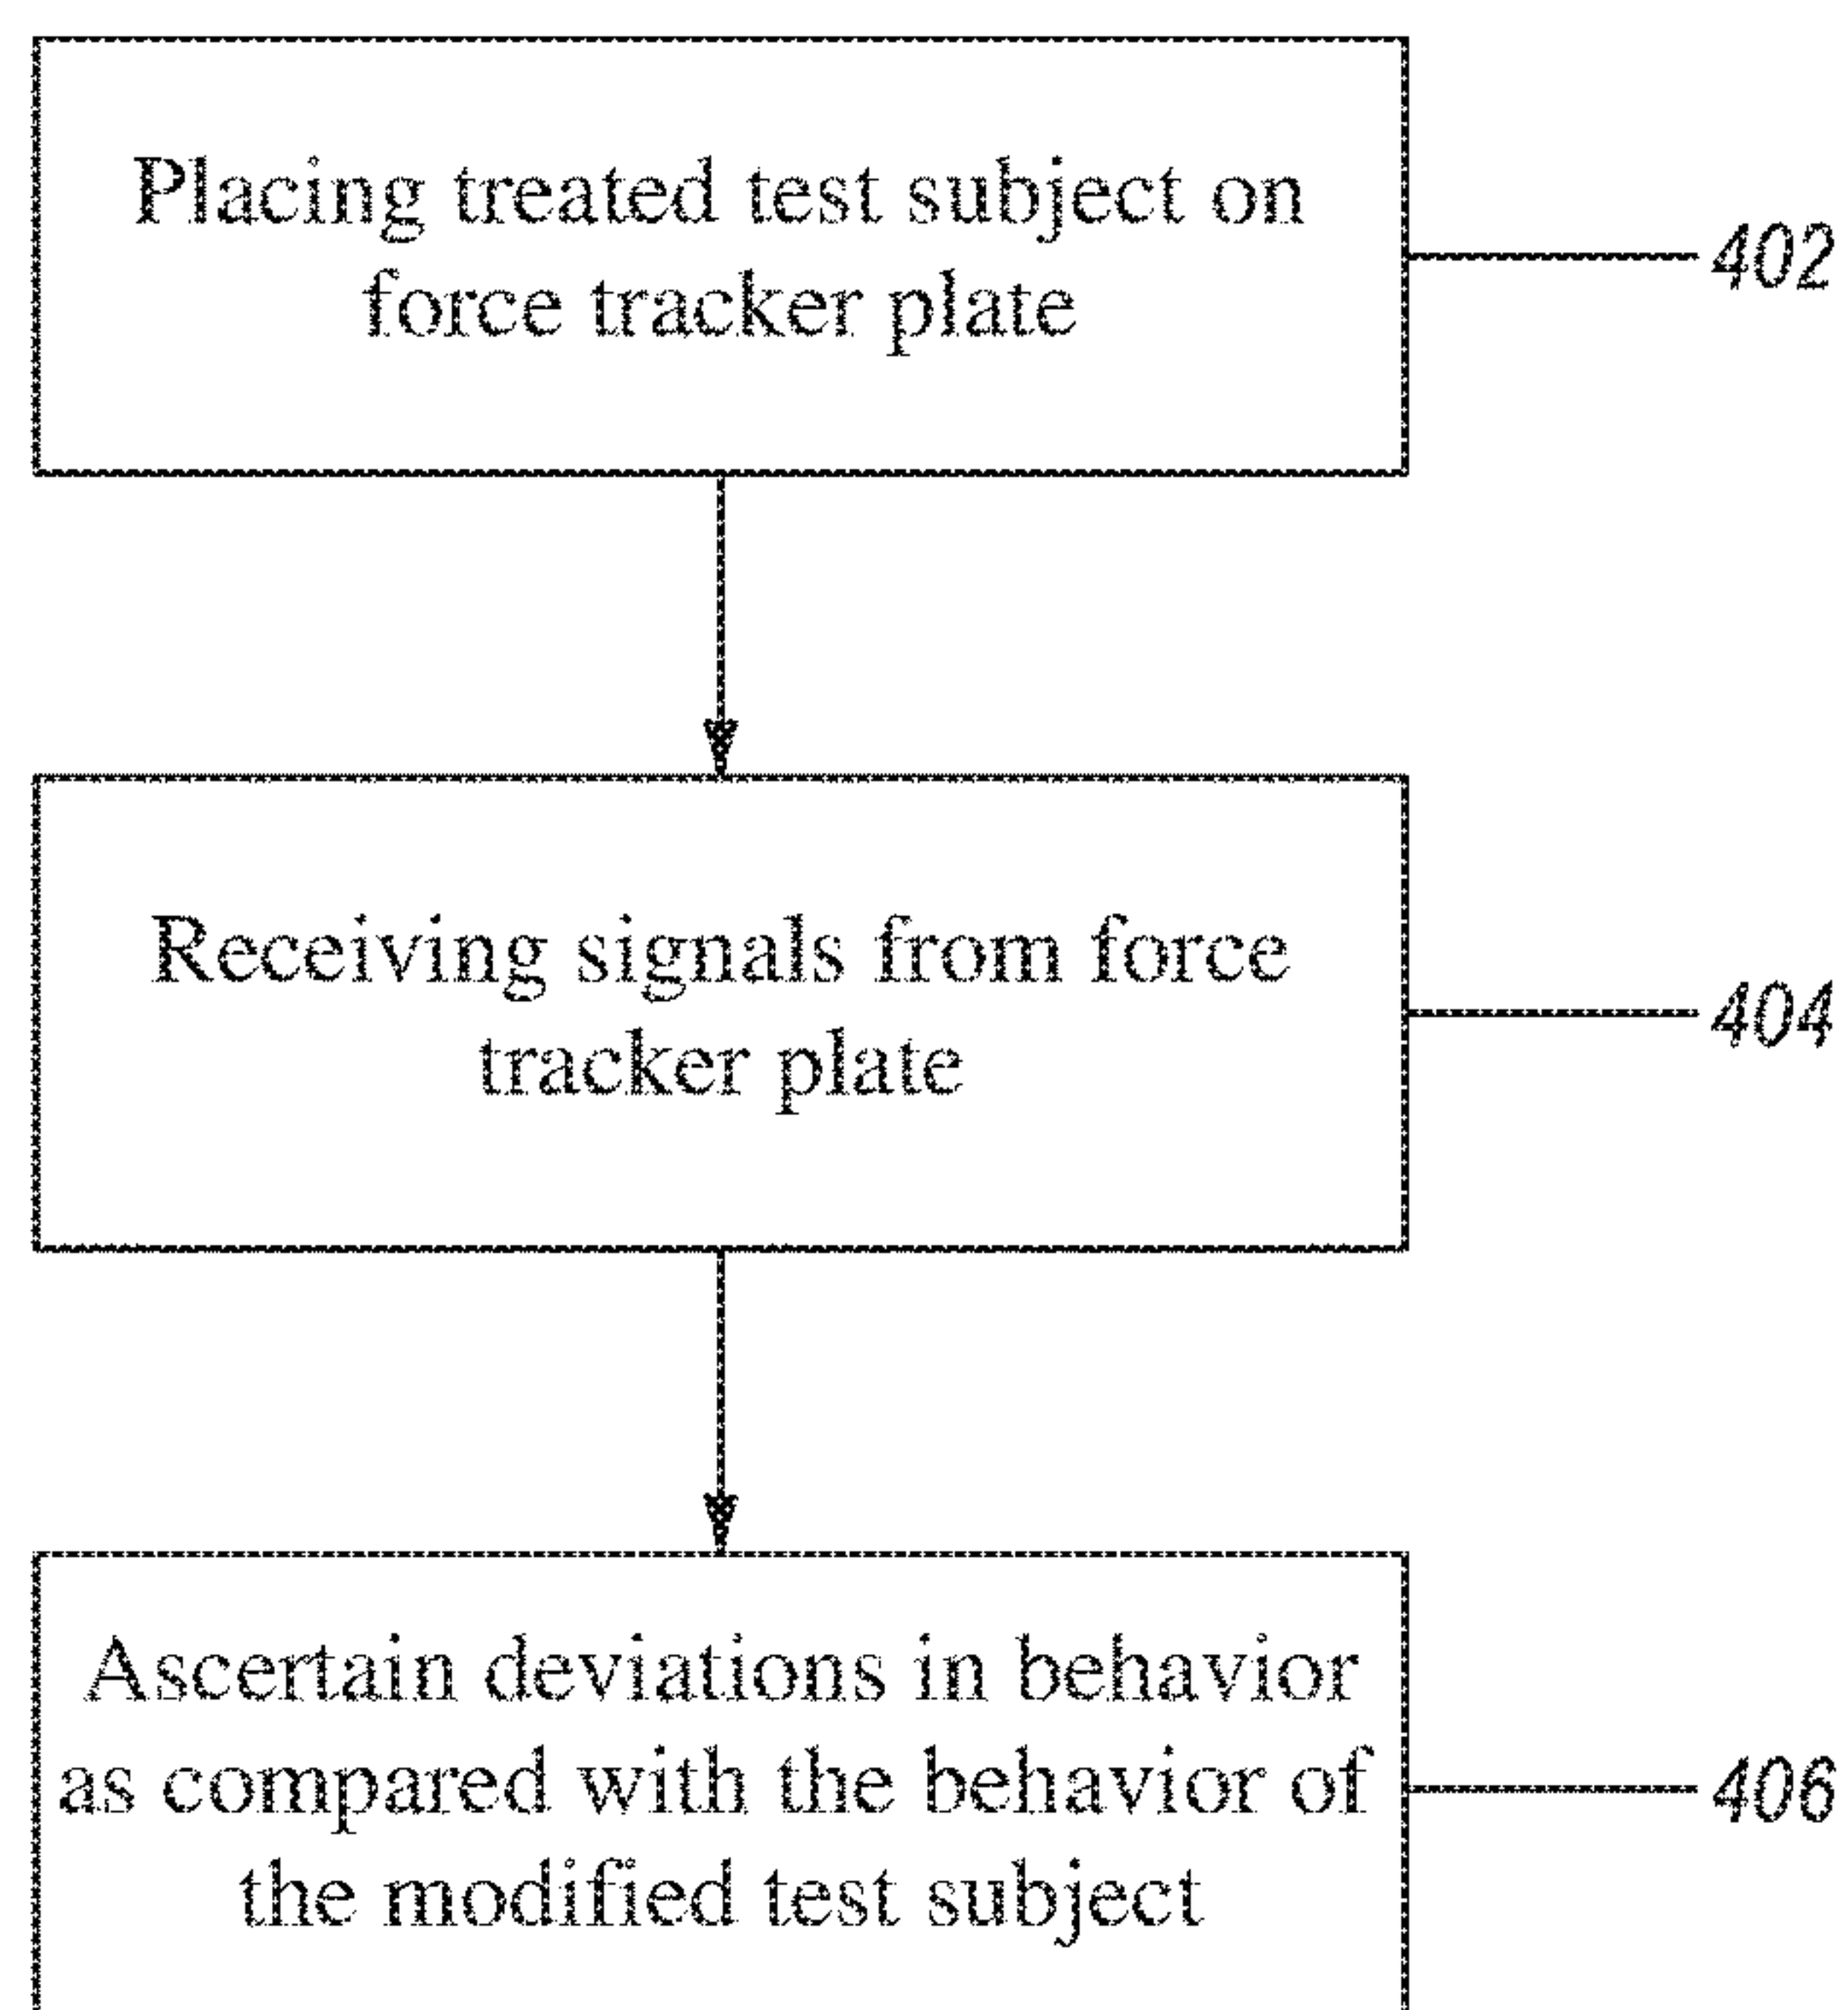 Placing treated test subject on
force tracker plate
402
Receiving signals from force
tracker plate
404
Ascertain deviations in behavior
as compared with the behavior of
the modified test subject
406